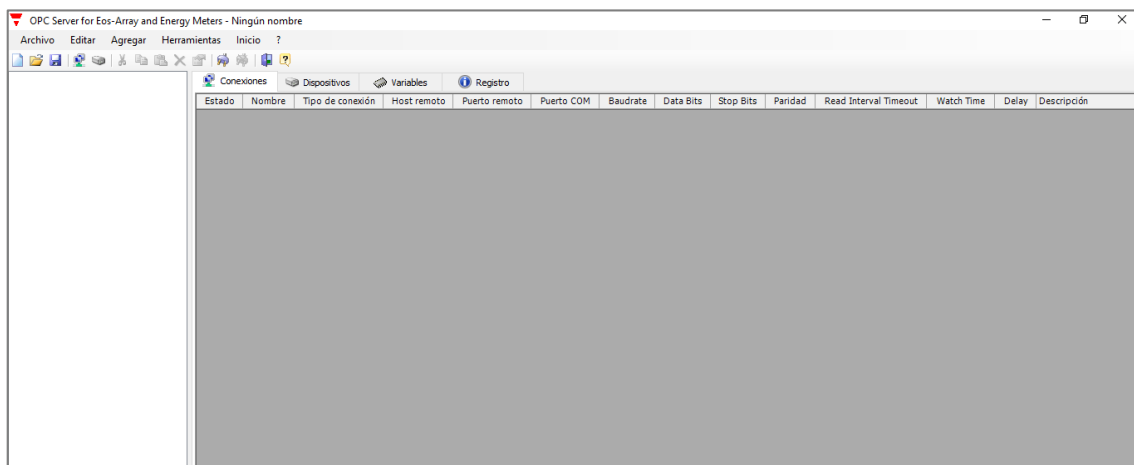 OPC Server for Eos-Array and Energy Meters - Ningún nombre
Archivo Editar Agregar Herramientas Inicio ?
Conexiones Dispositivos Variables Registro
Estado Nombre Tipo de conexión Host remoto Puerto remoto Puerto COM Baudrate Data Bits Stop Bits Paridad Read Interval Timeout Watch Time Delay Descripción